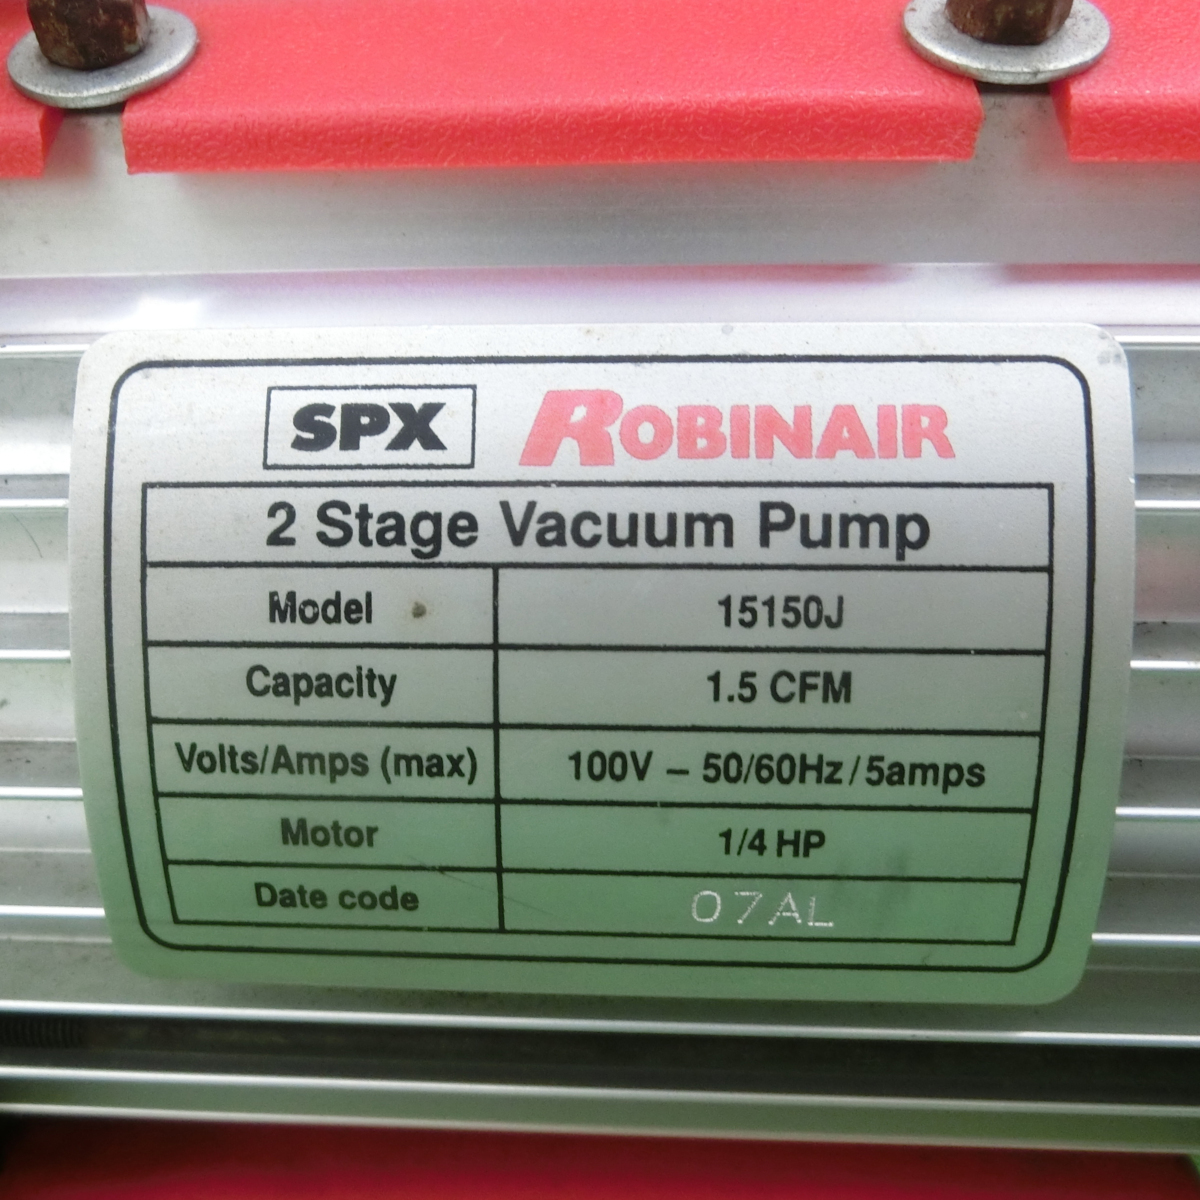 SPX ROBINAIR
2 Stage Vacuum Pump
Model 15150J
Capacity 1.5 CFM
Volts/Amps (max) 100V – 50/60Hz/5amps
Motor 1/4 HP
Date code 07AL